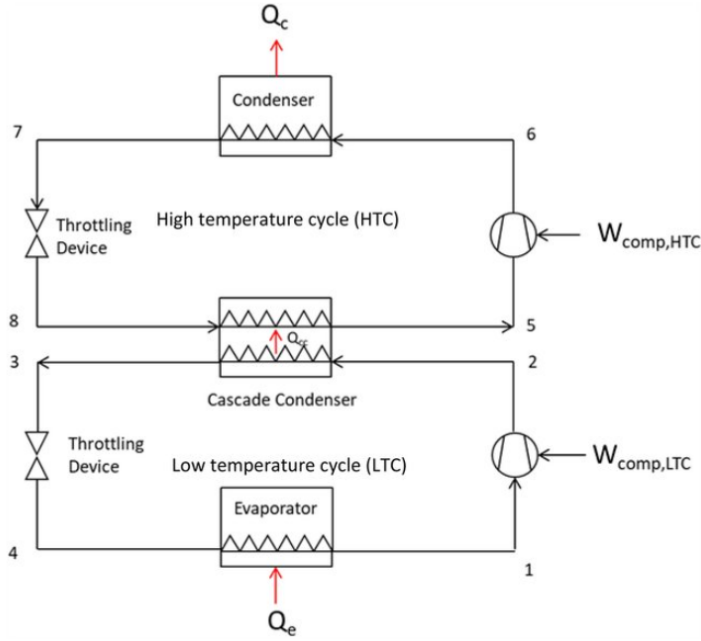 Qc
Condenser
7
6
Throttling
Device
High temperature cycle (HTC)
Wcomp,HTC
8
5
Qcc
3
2
Cascade Condenser
Throttling
Device
Low temperature cycle (LTC)
Wcomp,LTC
Evaporator
4
1
Qe